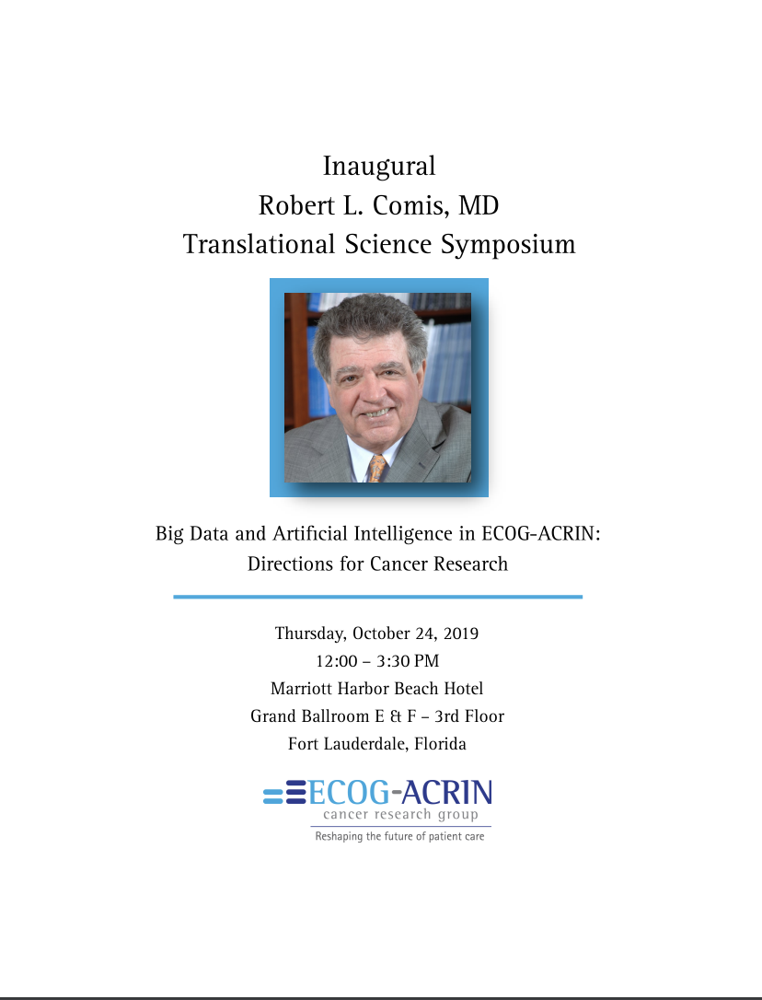 Inaugural
Robert L. Comis, MD
Translational Science Symposium
Big Data and Artificial Intelligence in ECOG-ACRIN:
Directions for Cancer Research
Thursday, October 24, 2019
12:00 – 3:30 PM
Marriott Harbor Beach Hotel
Grand Ballroom E & F – 3rd Floor
Fort Lauderdale, Florida
ECOG-ACRIN
cancer research group
Reshaping the future of patient care